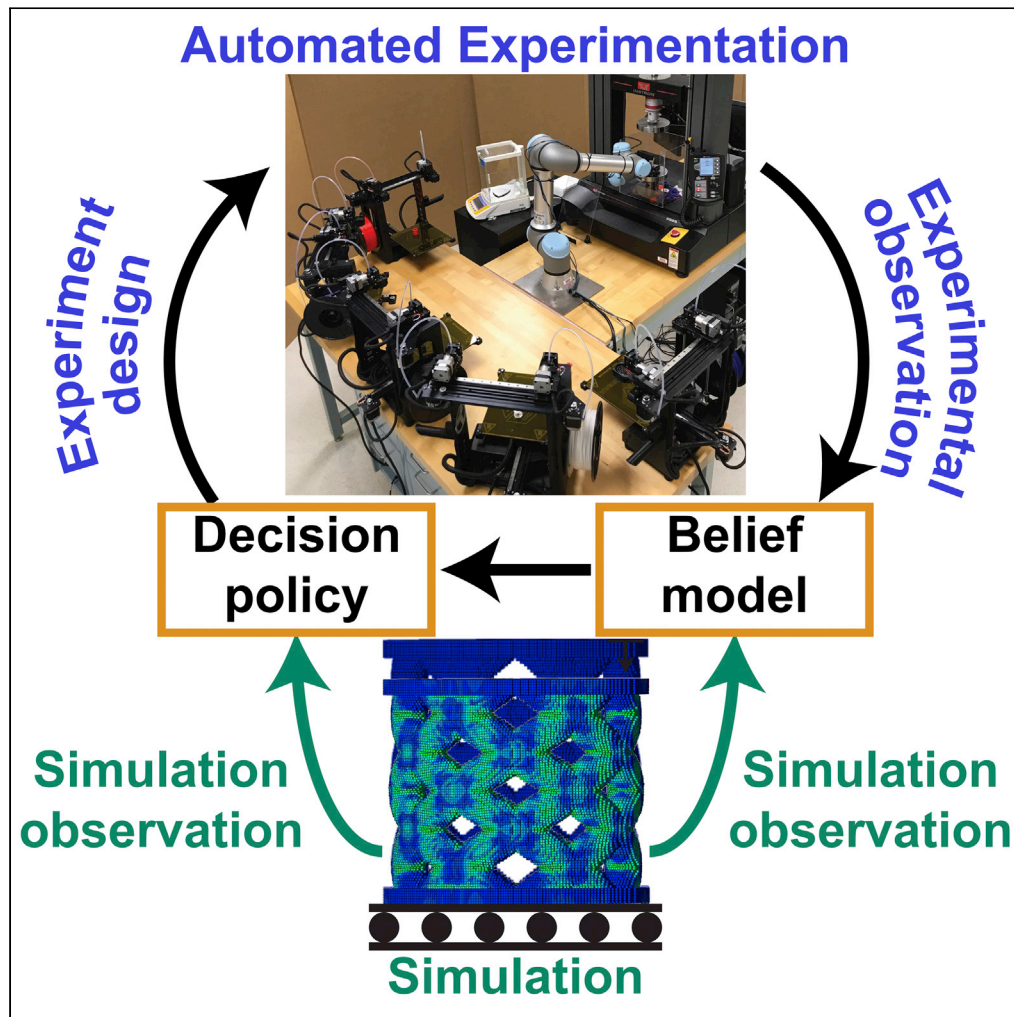 Automated Experimentation
Experiment
design
Experimental
observation
Decision
policy
Belief
model
Simulation
observation
Simulation
observation
Simulation